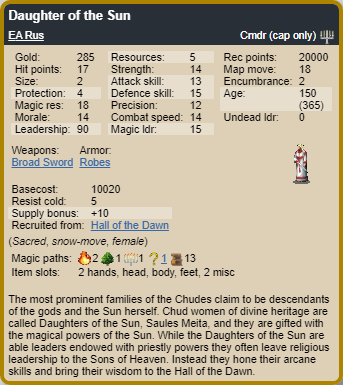 Daughter of the Sun
EA Rus Cmdr (cap only)
Gold: 285 Resources: 5 Rec points: 20000
Hit points: 17 Strength: 14 Map move: 18
Size: 2 Attack skill: 13 Encumbrance: 2
Protection: 4 Defence skill: 15 Age: 150
Magic res: 18 Precision: 12 (365)
Morale: 14 Combat speed: 14 Undead ldr: 0
Leadership: 90 Magic ldr: 15
Weapons: Armor:
Broad Sword Robes
Basecost: 10020
Resist cold: 5
Supply bonus: +10
Recruited from: Hall of the Dawn
(Sacred, snow-move, female)
Magic paths: 2 1 1 ? 1 13
Item slots: 2 hands, head, body, feet, 2 misc
The most prominent families of the Chudes claim to be descendants
of the gods and the Sun herself. Chud women of divine heritage are
called Daughters of the Sun, Saules Meita, and they are gifted with
the magical powers of the Sun. While the Daughters of the Sun are
able leaders endowed with priestly powers they often leave religious
leadership to the Sons of Heaven. Instead they hone their arcane
skills and bring their wisdom to the Hall of the Dawn.